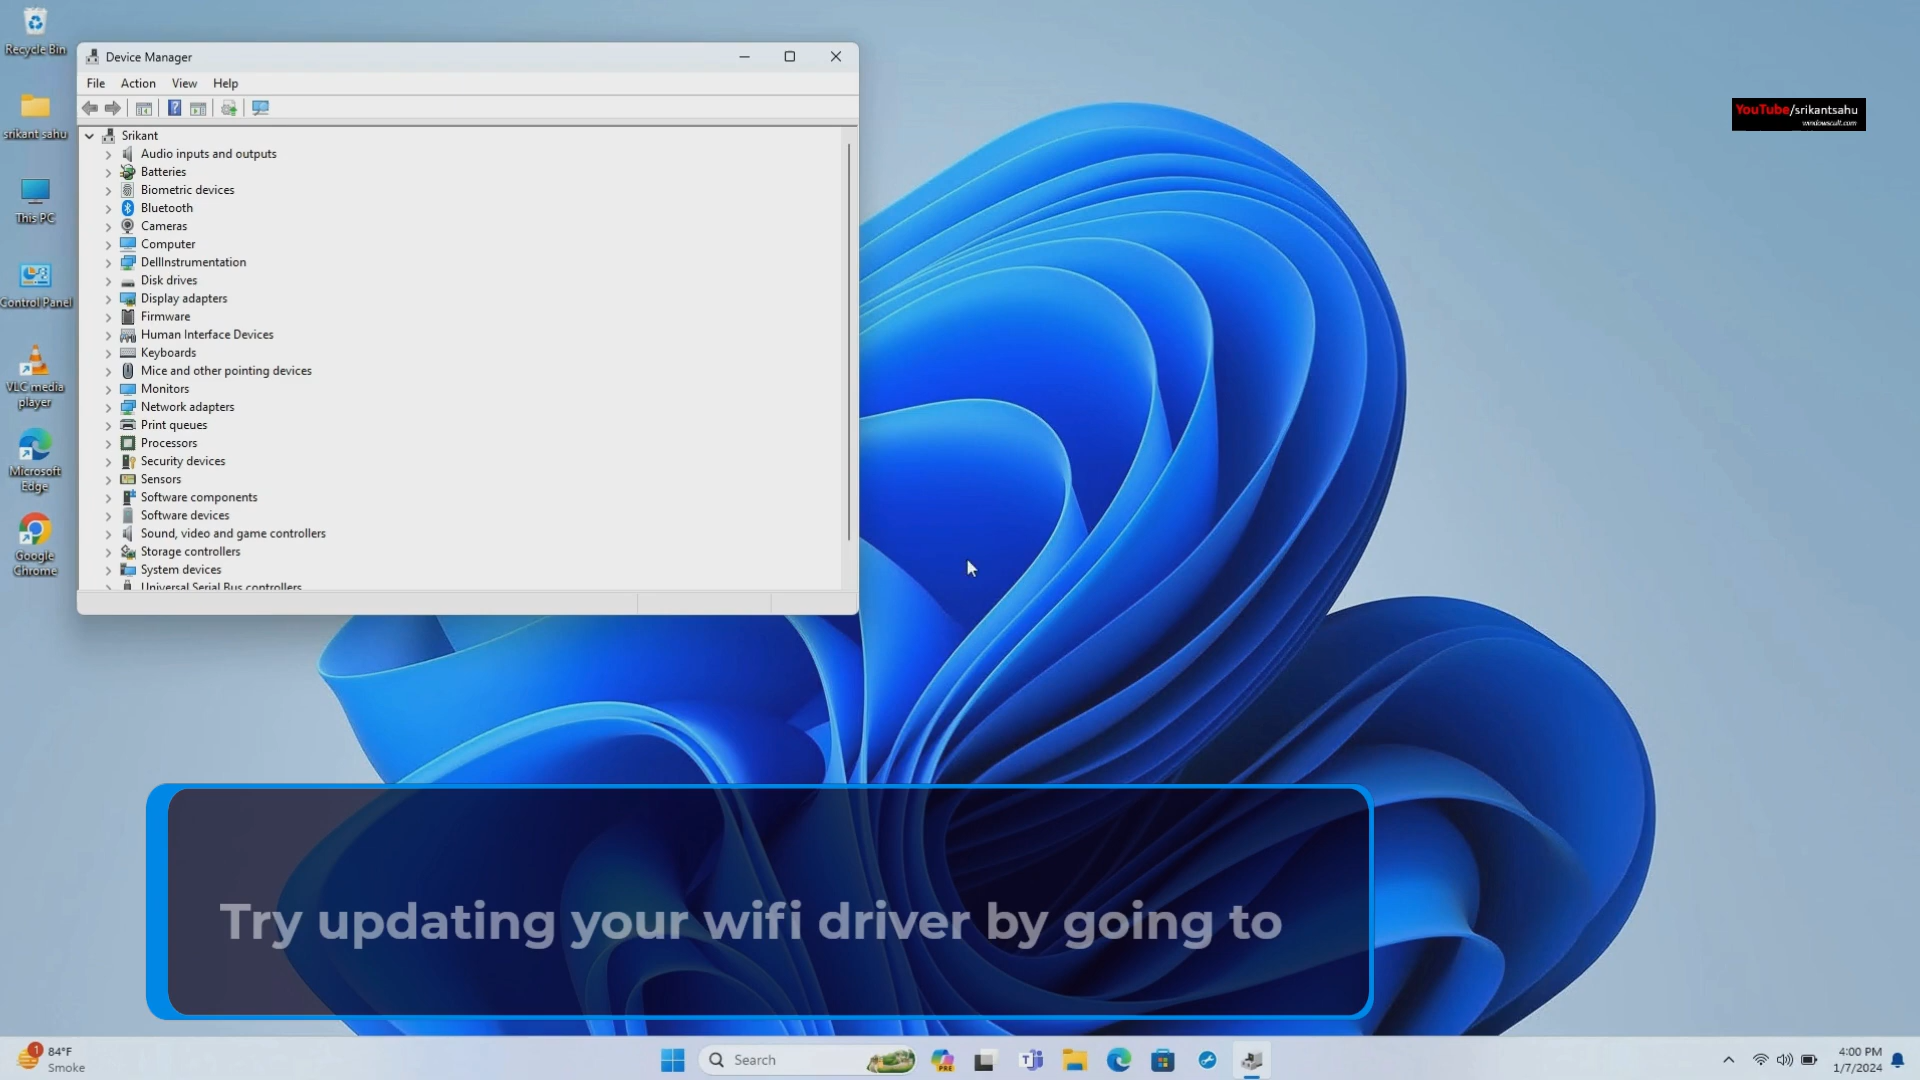 Recycle Bin
srikant sahu
This PC
Control Panel
VLC media
player
Microsoft
Edge
Google
Chrome
Device Manager
File Action View Help
Srikant
Audio inputs and outputs
Batteries
Biometric devices
Bluetooth
Cameras
Computer
DellInstrumentation
Disk drives
Display adapters
Firmware
Human Interface Devices
Keyboards
Mice and other pointing devices
Monitors
Network adapters
Print queues
Processors
Security devices
Sensors
Software components
Software devices
Sound, video and game controllers
Storage controllers
System devices
Universal Serial Bus controllers
YouTube/srikantsahu
windowscult.com
Try updating your wifi driver by going to
1
84°F
Smoke
Search
PRE
4:00 PM
1/7/2024